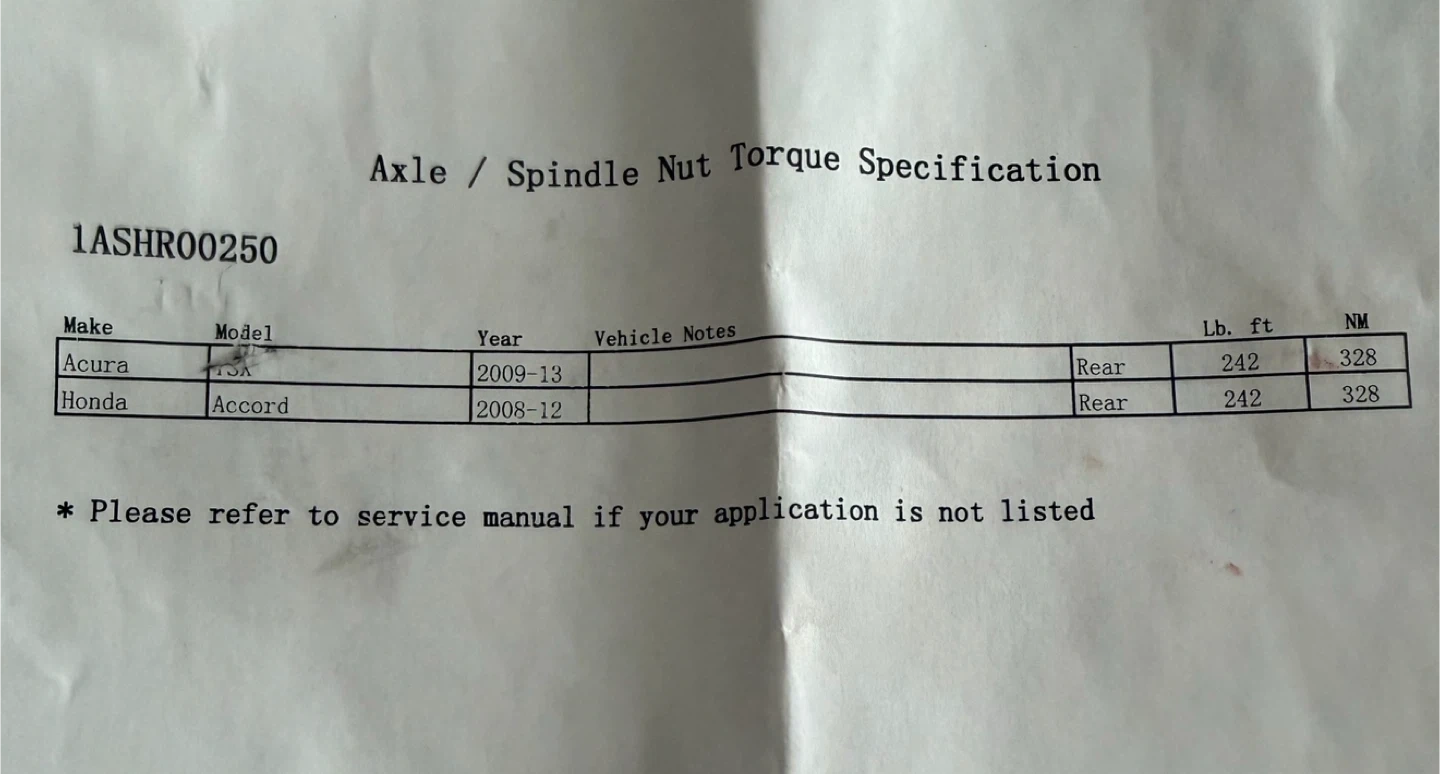 Axle / Spindle Nut Torque Specification
1ASHR00250
Make Model Year Vehicle Notes Lb. ft NM
Acura TSX 2009-13 Rear 242 328
Honda Accord 2008-12 Rear 242 328
* Please refer to service manual if your application is not listed